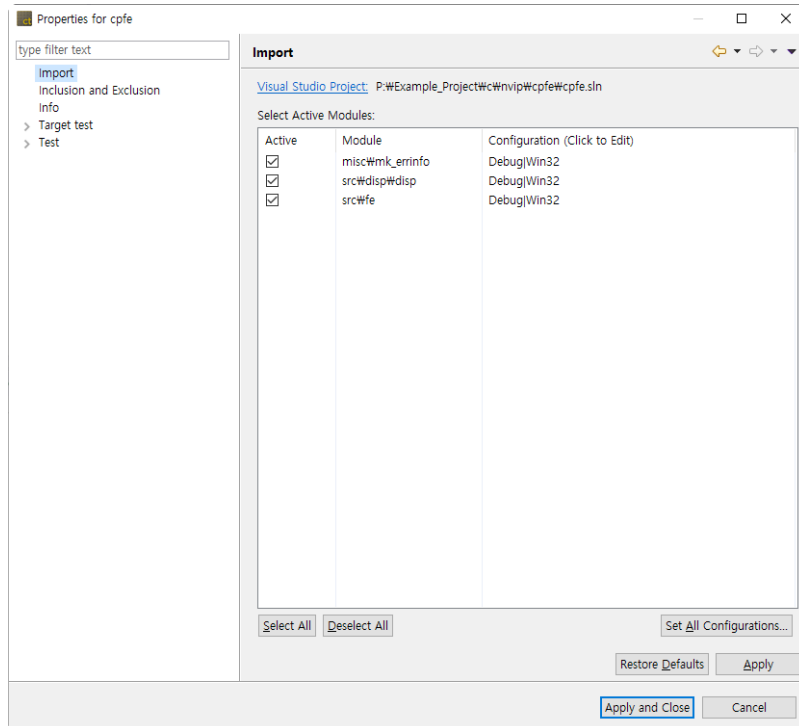 ct Properties for cpfe
type filter text
Import
Inclusion and Exclusion
Info
Target test
Test
Import
Visual Studio Project: P:₩Example_Project₩c₩nvip₩cpfe₩cpfe.sln
Select Active Modules:
Active Module Configuration (Click to Edit)
misc₩mk_errinfo Debug|Win32
src₩disp₩disp Debug|Win32
src₩fe Debug|Win32
Select All Deselect All Set All Configurations...
Restore Defaults Apply
Apply and Close Cancel